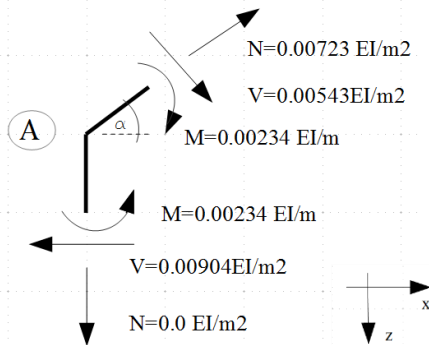 N=0.00723 EI/m2
V=0.00543EI/m2
A
α
M=0.00234 EI/m
M=0.00234 EI/m
V=0.00904EI/m2
x
N=0.0 EI/m2
z